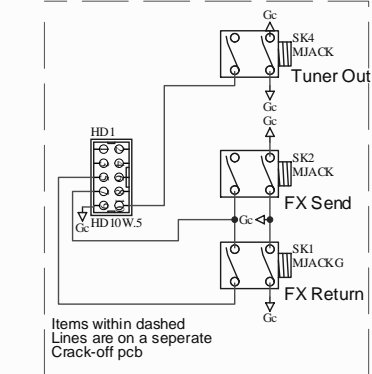 Gc
SK4
MJACK
Tuner Out
Gc
Gc
HD1
SK2
MJACK
FX Send
Gc
HD10W.5
Gc
SK1
MJACKG
FX Return
Gc
Items within dashed
Lines are on a seperate
Crack-off pcb